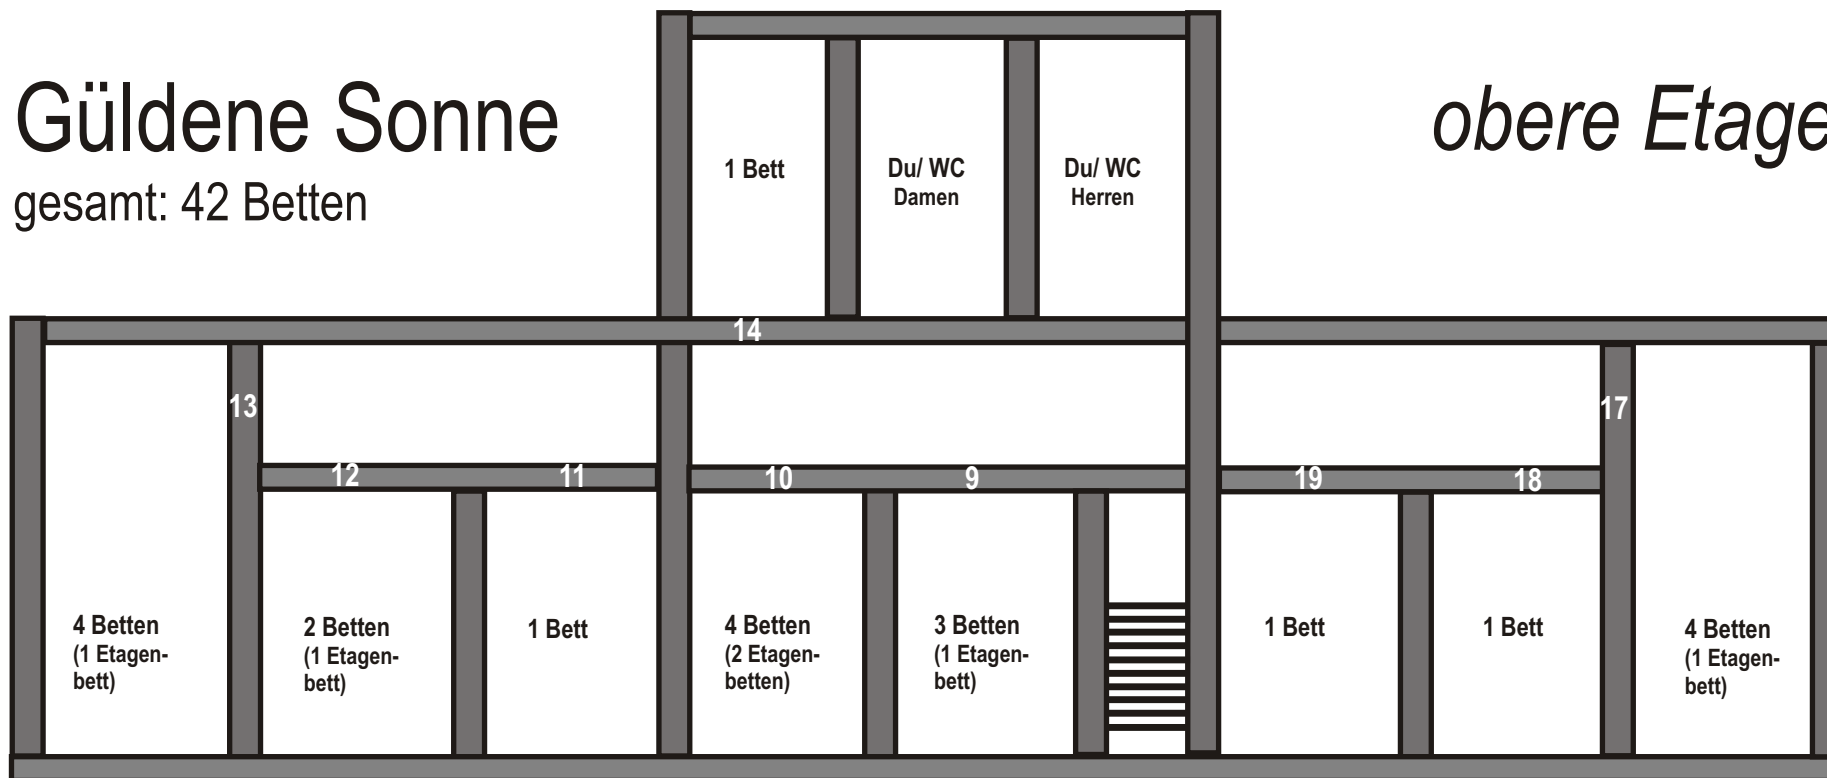 Güldene Sonne
obere Etage
gesamt: 42 Betten
1 Bett
Du/ WC
Damen
Du/ WC
Herren
14
13
17
12
11
10
9
19
18
4 Betten
(1 Etagen-
bett)
2 Betten
(1 Etagen-
bett)
1 Bett
4 Betten
(2 Etagen-
betten)
3 Betten
(1 Etagen-
bett)
1 Bett
1 Bett
4 Betten
(1 Etagen-
bett)